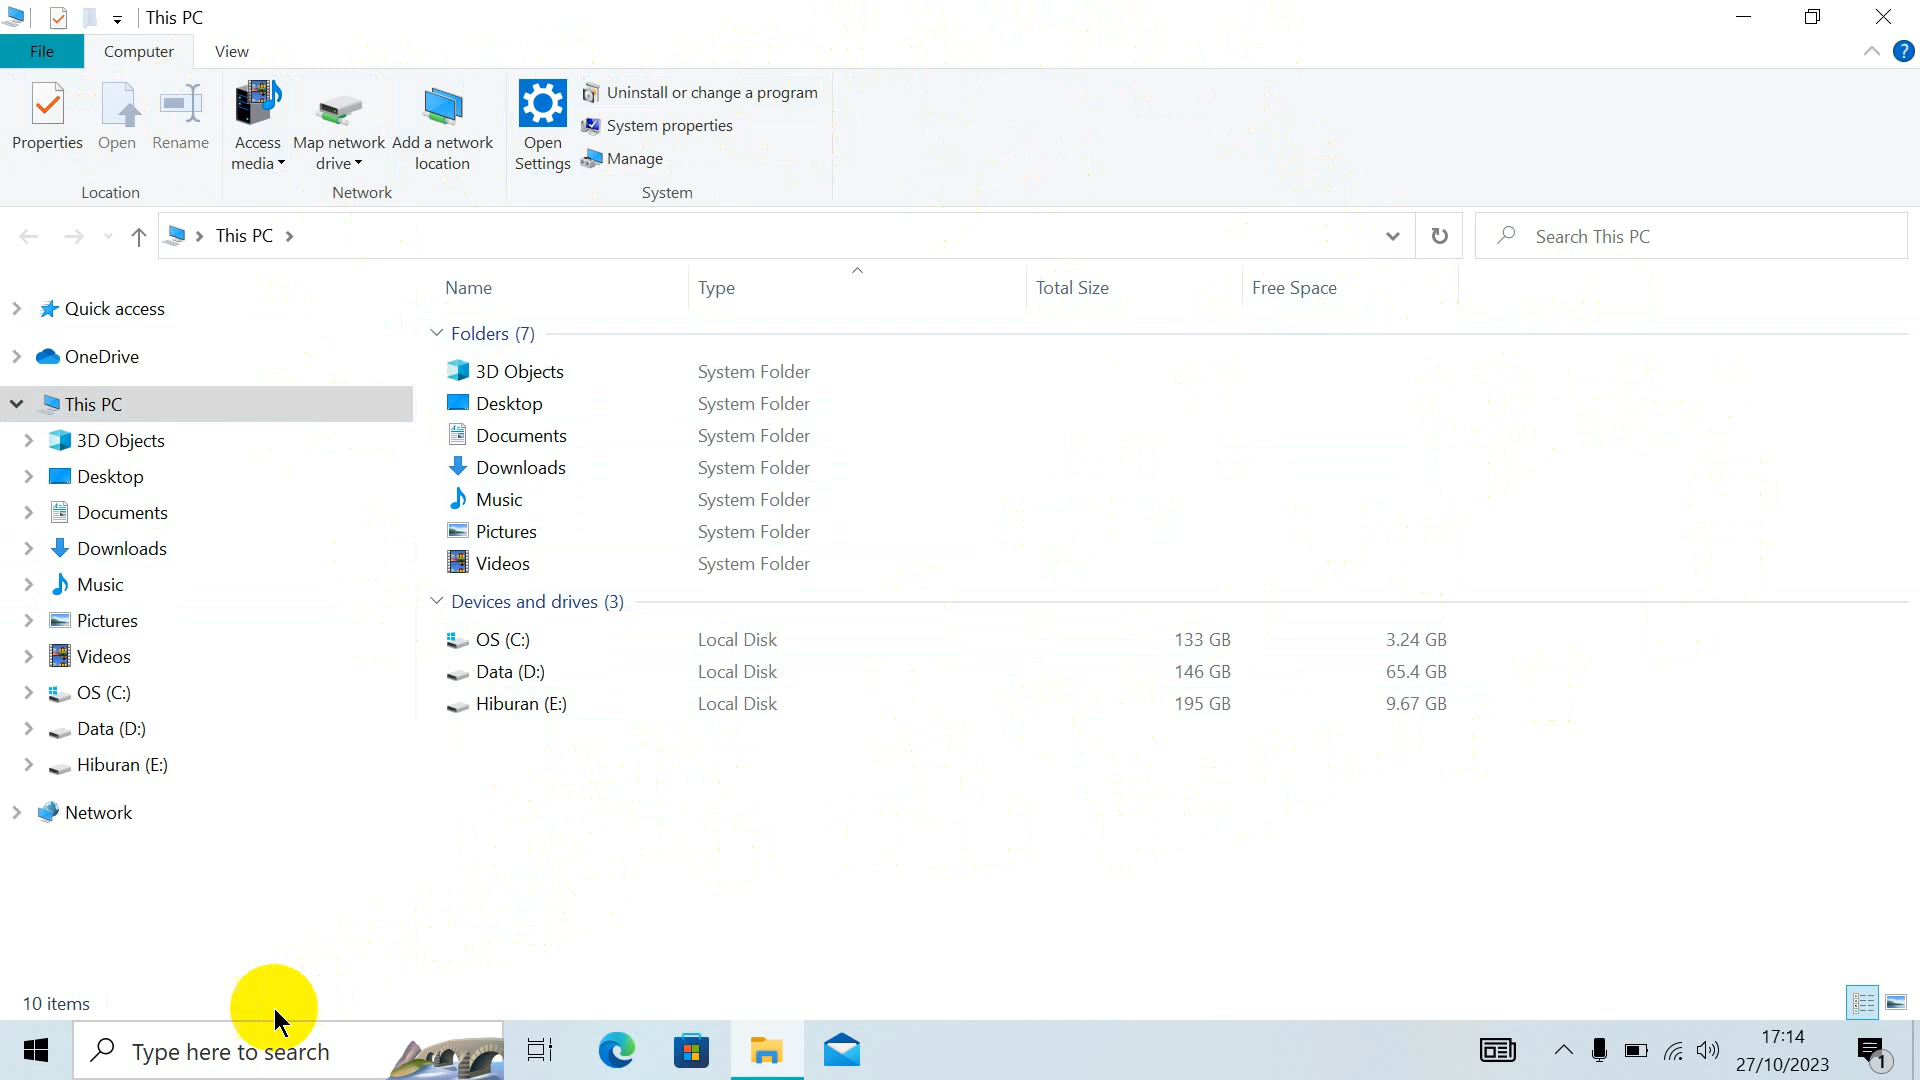 This PC
File Computer View ?
Properties Open Rename Access media Map network drive Add a network location Open Settings Uninstall or change a program
System properties
Manage
Location Network System
This PC Search This PC
Quick access
OneDrive
This PC
3D Objects
Desktop
Documents
Downloads
Music
Pictures
Videos
OS (C:)
Data (D:)
Hiburan (E:)
Network
Name Type Total Size Free Space
Folders (7)
3D Objects System Folder
Desktop System Folder
Documents System Folder
Downloads System Folder
Music System Folder
Pictures System Folder
Videos System Folder
Devices and drives (3)
OS (C:) Local Disk 133 GB 3.24 GB
Data (D:) Local Disk 146 GB 65.4 GB
Hiburan (E:) Local Disk 195 GB 9.67 GB
10 items
Type here to search
17:14
27/10/2023
1